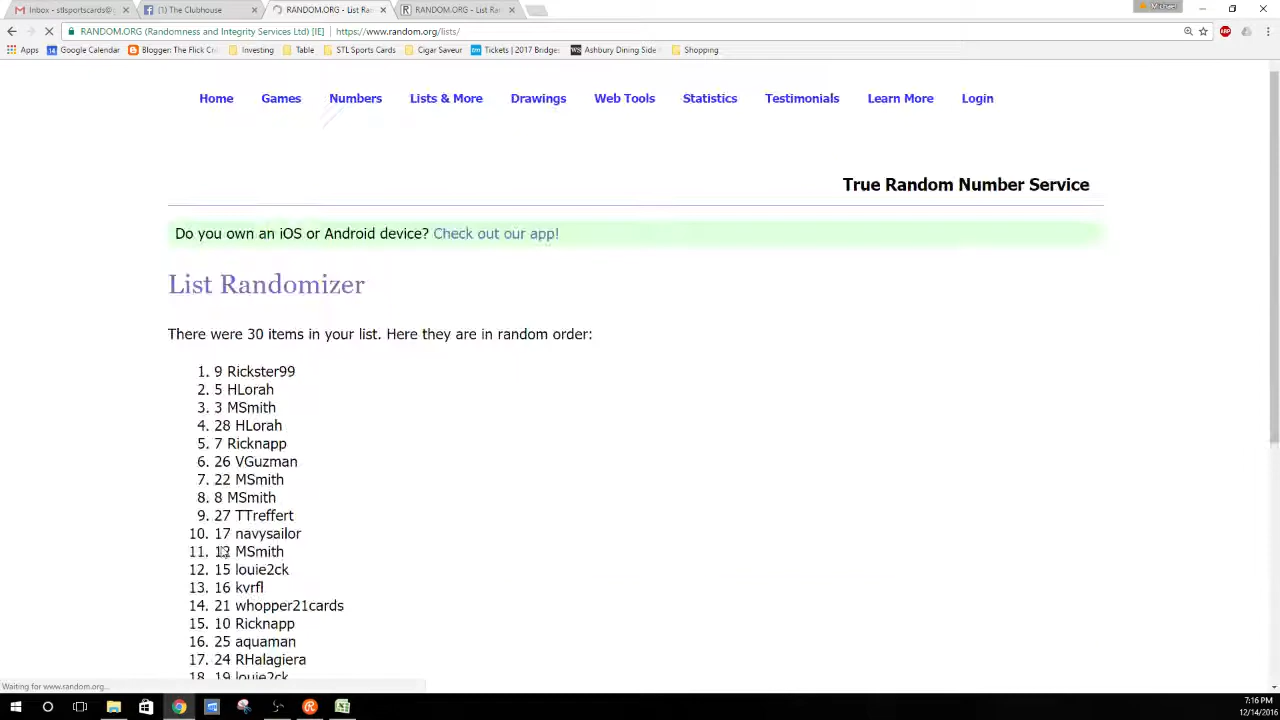 Inbox - stlsportscards@g
(1) The Clubhouse
RANDOM.ORG - List Ra
RANDOM.ORG - List Ra
Michael
RANDOM.ORG (Randomness and Integrity Services Ltd) [IE]
https://www.random.org/lists/
Apps
Google Calendar
Blogger: The Flick Cr
Investing
Table
STL Sports Cards
Cigar Saveur
Tickets | 2017 Bridge
Ashbury Dining Side
Shopping
Home
Games
Numbers
Lists & More
Drawings
Web Tools
Statistics
Testimonials
Learn More
Login
True Random Number Service
Do you own an iOS or Android device? Check out our app!
List Randomizer
There were 30 items in your list. Here they are in random order:
1. 9 Rickster99
2. 5 HLorah
3. 3 MSmith
4. 28 HLorah
5. 7 Ricknapp
6. 26 VGuzman
7. 22 MSmith
8. 8 MSmith
9. 27 TTreffert
10. 17 navysailor
11. MSmith
12. 15 louie2ck
13. 16 kvrfl
14. 21 whopper21cards
15. 10 Ricknapp
16. 25 aquaman
17. 24 RHalagiera
18. 19 louie2ck
Waiting for www.random.org...
7:16 PM
12/14/2016